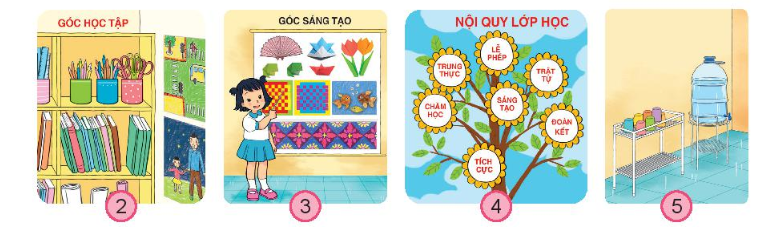 GÓC HỌC TẬP
2
GÓC SÁNG TẠO
3
NỘI QUY LỚP HỌC
LỄ
PHÉP
TRUNG
THỰC
TRẬT
TỰ
CHĂM
HỌC
SÁNG
TẠO
ĐOÀN
KẾT
TÍCH
CỰC
4
5